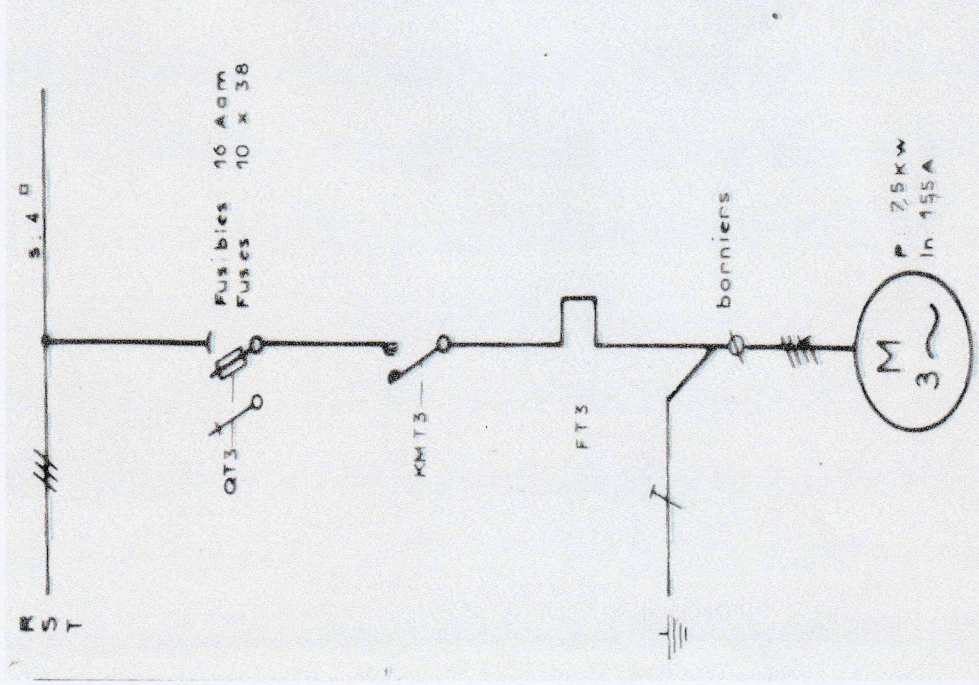 R
S
T
s : 4 □
Fusibles 16 Aam
Fuses 10 x 38
QT3
KMT3
FT3
borniers
M
3~
P : 7,5 KW
In : 15,5 A